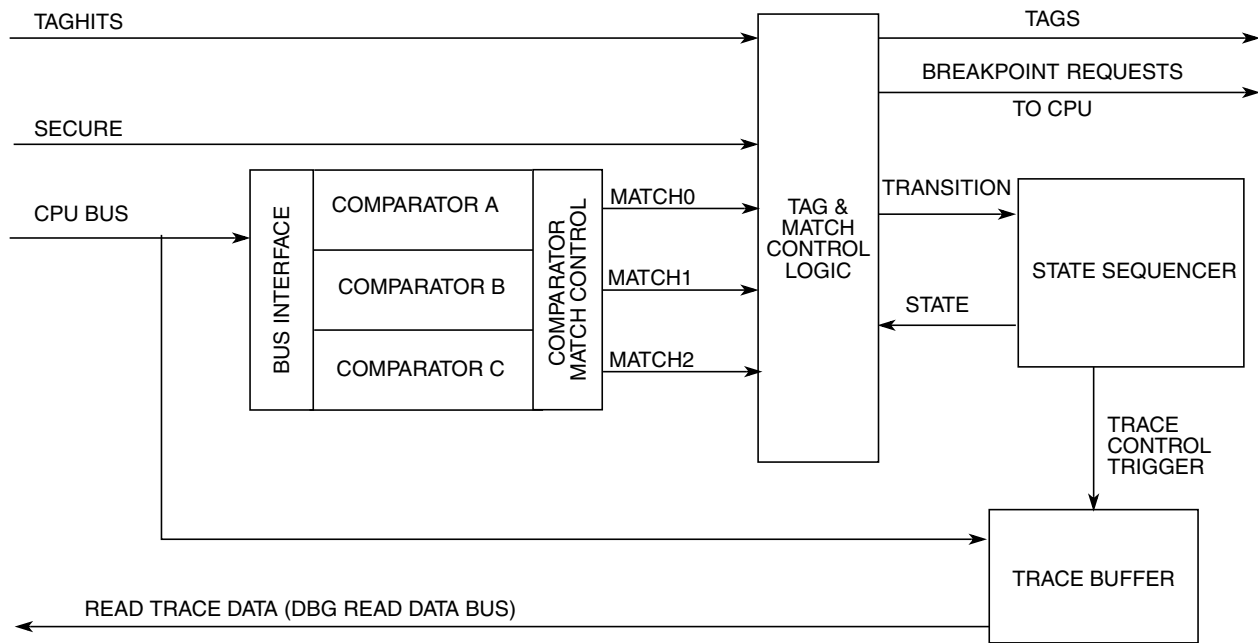 TAGHITS
TAGS
BREAKPOINT REQUESTS
TO CPU
SECURE
CPU BUS
BUS INTERFACE
COMPARATOR A
COMPARATOR B
COMPARATOR C
COMPARATOR
MATCH CONTROL
MATCH0
MATCH1
MATCH2
TAG &
MATCH
CONTROL
LOGIC
TRANSITION
STATE
STATE SEQUENCER
TRACE
CONTROL
TRIGGER
TRACE BUFFER
READ TRACE DATA (DBG READ DATA BUS)